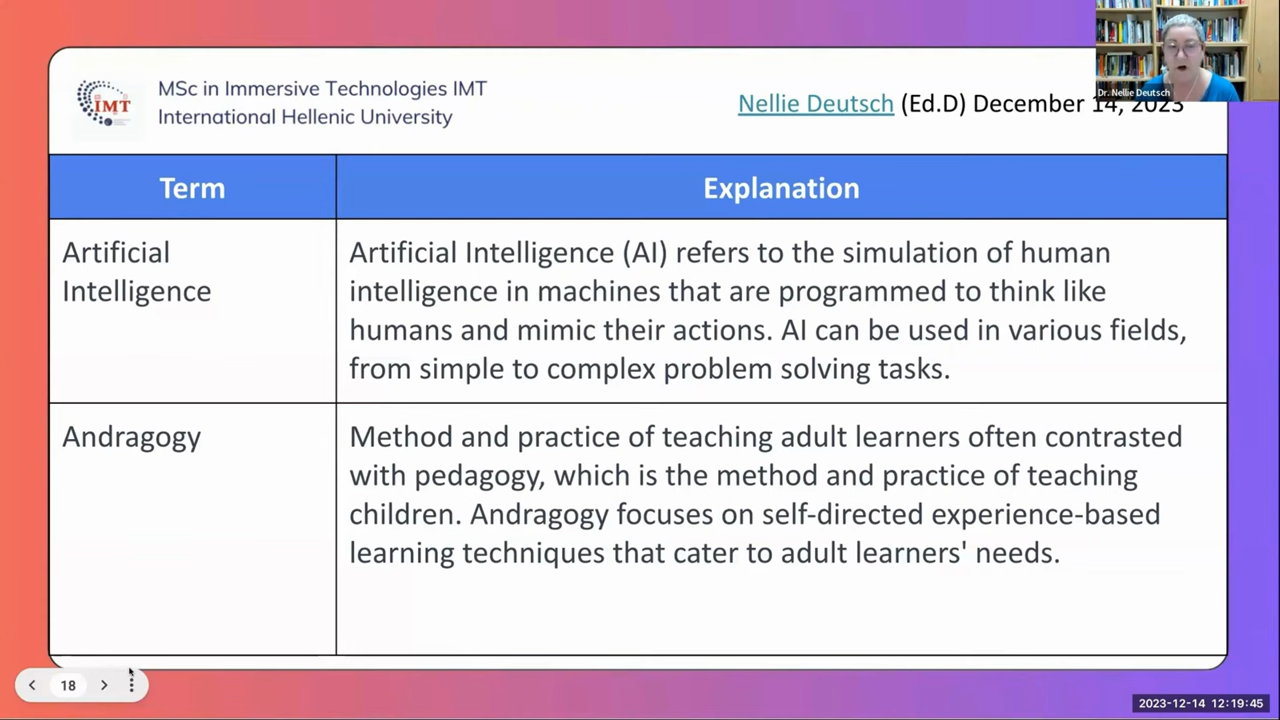 MSc in Immersive Technologies IMT
International Hellenic University
IMT
Nellie Deutsch (Ed.D) December 14, 2023
Dr. Nellie Deutsch
Term
Explanation
Artificial
Intelligence
Artificial Intelligence (AI) refers to the simulation of human
intelligence in machines that are programmed to think like
humans and mimic their actions. AI can be used in various fields,
from simple to complex problem solving tasks.
Andragogy
Method and practice of teaching adult learners often contrasted
with pedagogy, which is the method and practice of teaching
children. Andragogy focuses on self-directed experience-based
learning techniques that cater to adult learners' needs.
18
2023-12-14 12:19:45